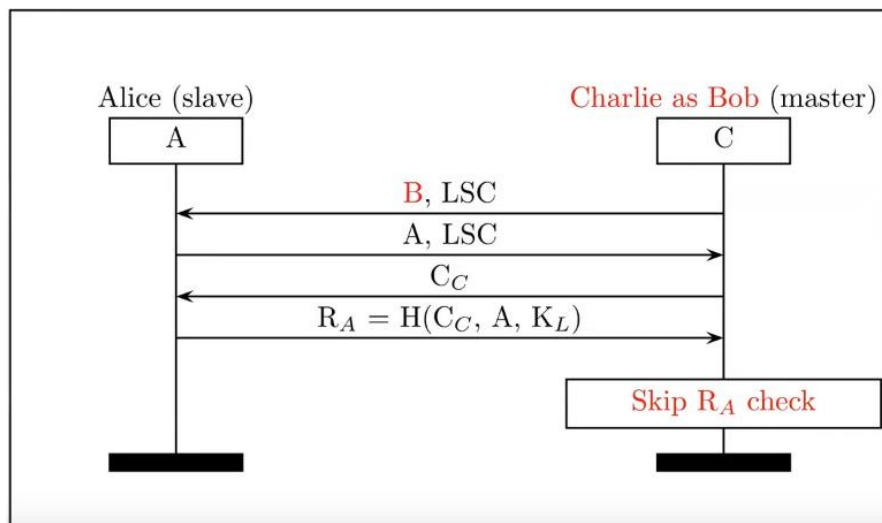 Alice (slave)
Charlie as Bob (master)
A
C
B, LSC
A, LSC
C_C
R_A = H(C_C, A, K_L)
Skip R_A check